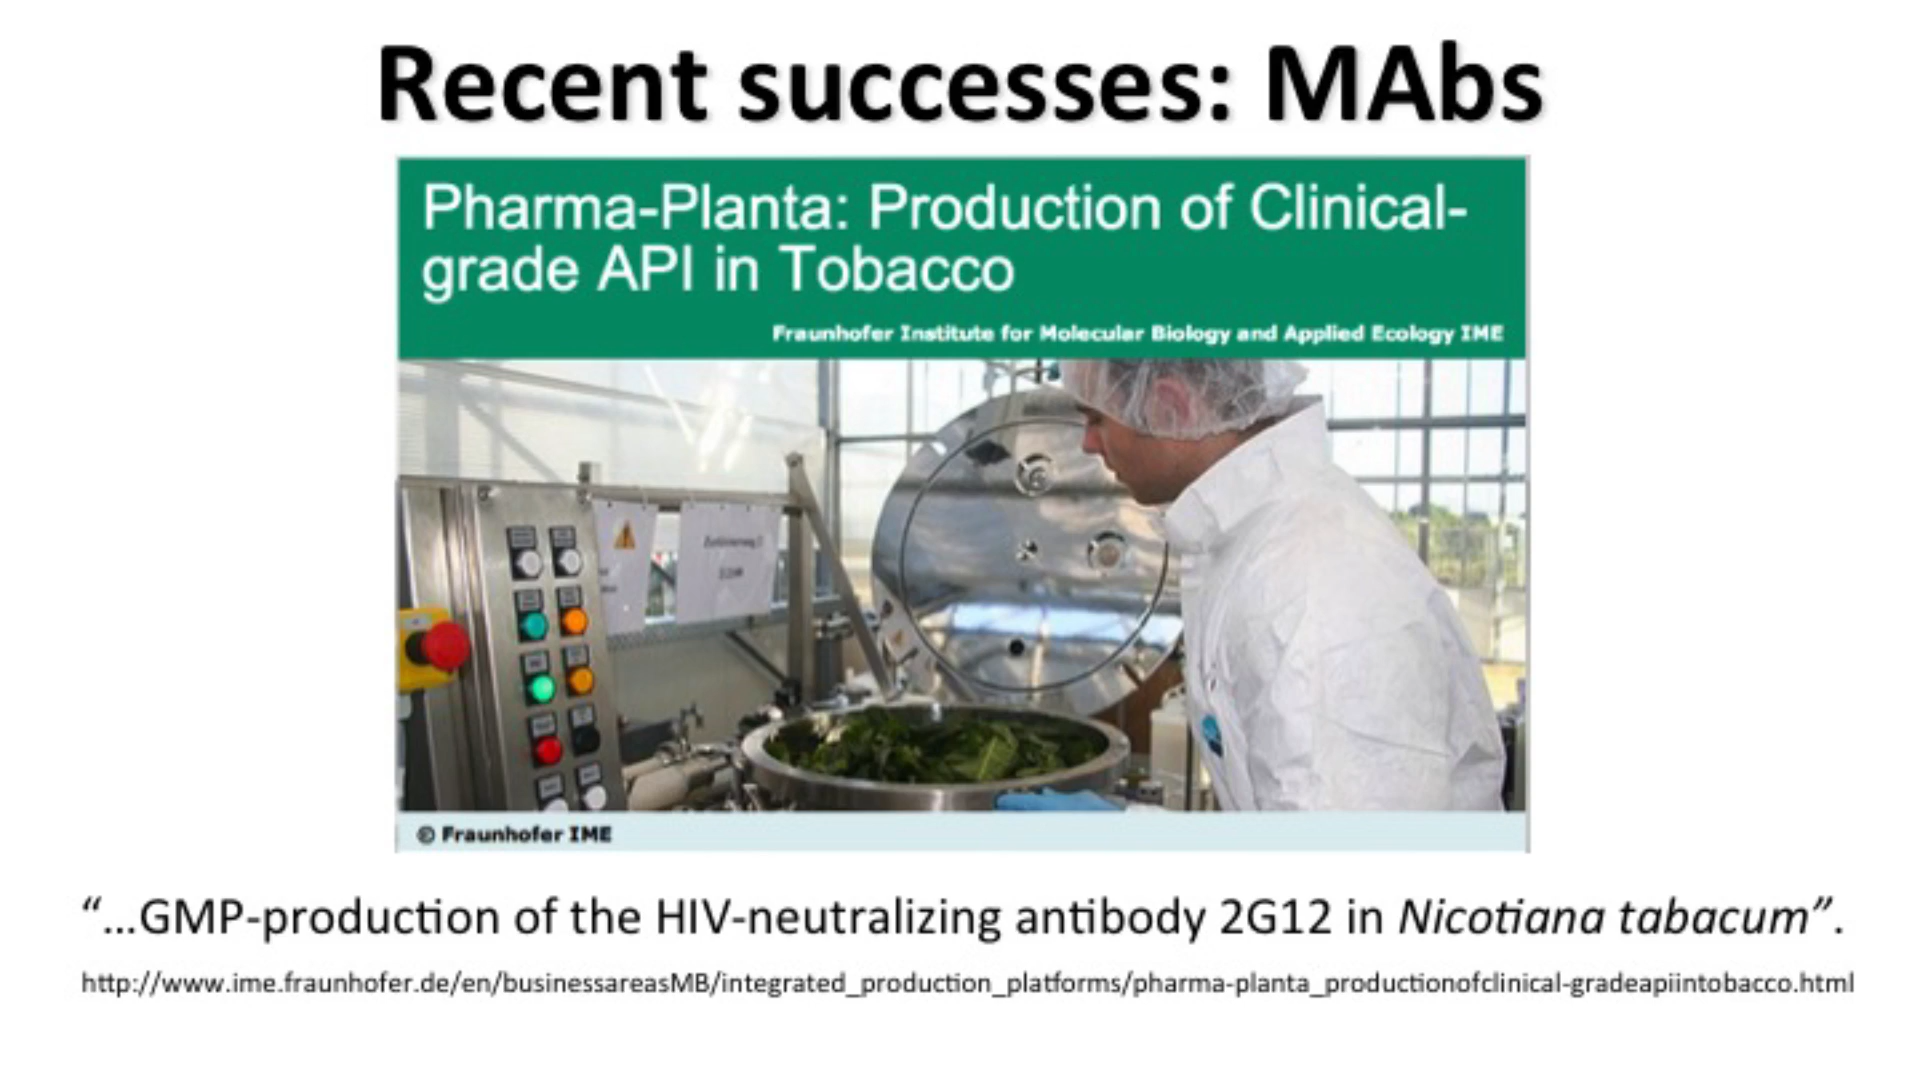 Recent successes: MAbs
Pharma-Planta: Production of Clinical-
grade API in Tobacco
Fraunhofer Institute for Molecular Biology and Applied Ecology IME
© Fraunhofer IME
“...GMP-production of the HIV-neutralizing antibody 2G12 in Nicotiana tabacum”.
http://www.ime.fraunhofer.de/en/businessareasMB/integrated_production_platforms/pharma-planta_productionofclinical-gradeapiintobacco.html